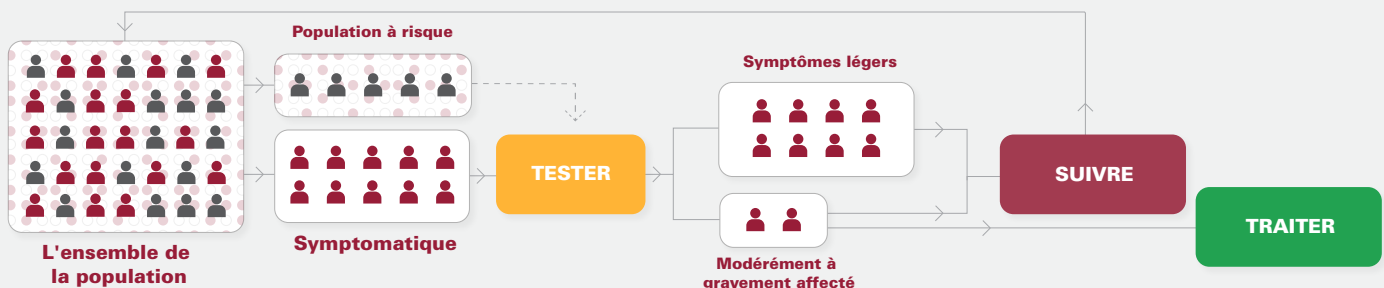 Population à risque
L'ensemble de
la population
Symptomatique
TESTER
Symptômes légers
Modérément à
gravement affecté
SUIVRE
TRAITER